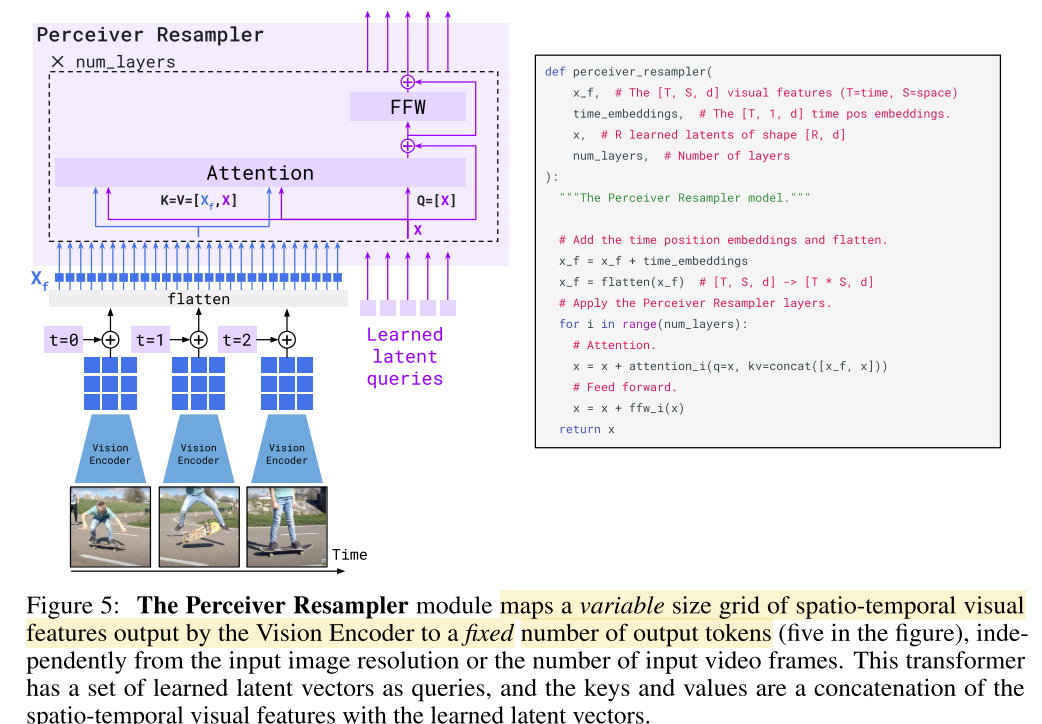 Perceiver Resampler
× num_layers
FFW
Attention
K=V=[Xf,X]
Q=[X]
X
Xf
flatten
t=0
t=1
t=2
Learned
latent
queries
Vision
Encoder
Vision
Encoder
Vision
Encoder
Time
def perceiver_resampler(
    x_f,  # The [T, S, d] visual features (T=time, S=space)
    time_embeddings,  # The [T, 1, d] time pos embeddings.
    x,  # R learned latents of shape [R, d]
    num_layers,  # Number of layers
):
  """The Perceiver Resampler model."""
  # Add the time position embeddings and flatten.
  x_f = x_f + time_embeddings
  x_f = flatten(x_f)  # [T, S, d] -> [T * S, d]
  # Apply the Perceiver Resampler layers.
  for i in range(num_layers):
    # Attention.
    x = x + attention_i(q=x, kv=concat([x_f, x]))
    # Feed forward.
    x = x + ffw_i(x)
  return x
Figure 5: The Perceiver Resampler module maps a variable size grid of spatio-temporal visual
features output by the Vision Encoder to a fixed number of output tokens (five in the figure), inde-
pendently from the input image resolution or the number of input video frames. This transformer
has a set of learned latent vectors as queries, and the keys and values are a concatenation of the
spatio-temporal visual features with the learned latent vectors.